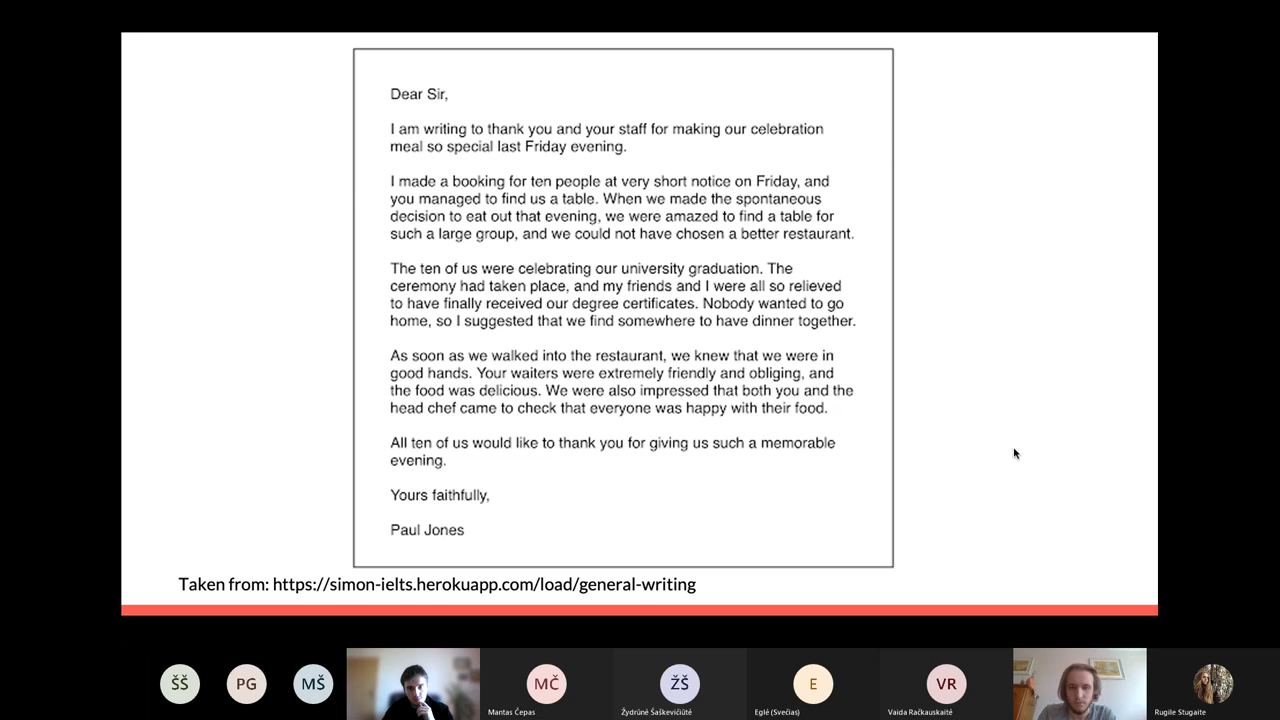 Dear Sir,
I am writing to thank you and your staff for making our celebration
meal so special last Friday evening.
I made a booking for ten people at very short notice on Friday, and
you managed to find us a table. When we made the spontaneous
decision to eat out that evening, we were amazed to find a table for
such a large group, and we could not have chosen a better restaurant.
The ten of us were celebrating our university graduation. The
ceremony had taken place, and my friends and I were all so relieved
to have finally received our degree certificates. Nobody wanted to go
home, so I suggested that we find somewhere to have dinner together.
As soon as we walked into the restaurant, we knew that we were in
good hands. Your waiters were extremely friendly and obliging, and
the food was delicious. We were also impressed that both you and the
head chef came to check that everyone was happy with their food.
All ten of us would like to thank you for giving us such a memorable
evening.
Yours faithfully,
Paul Jones
Taken from: https://simon-ielts.herokuapp.com/load/general-writing
ŠŠ
PG
MŠ
MČ
ŽŠ
E
VR
Mantas Čepas
Žydrūnė Šaškevičiūtė
Eglė (Svečias)
Vaida Račkauskaitė
Rugile Stugaite